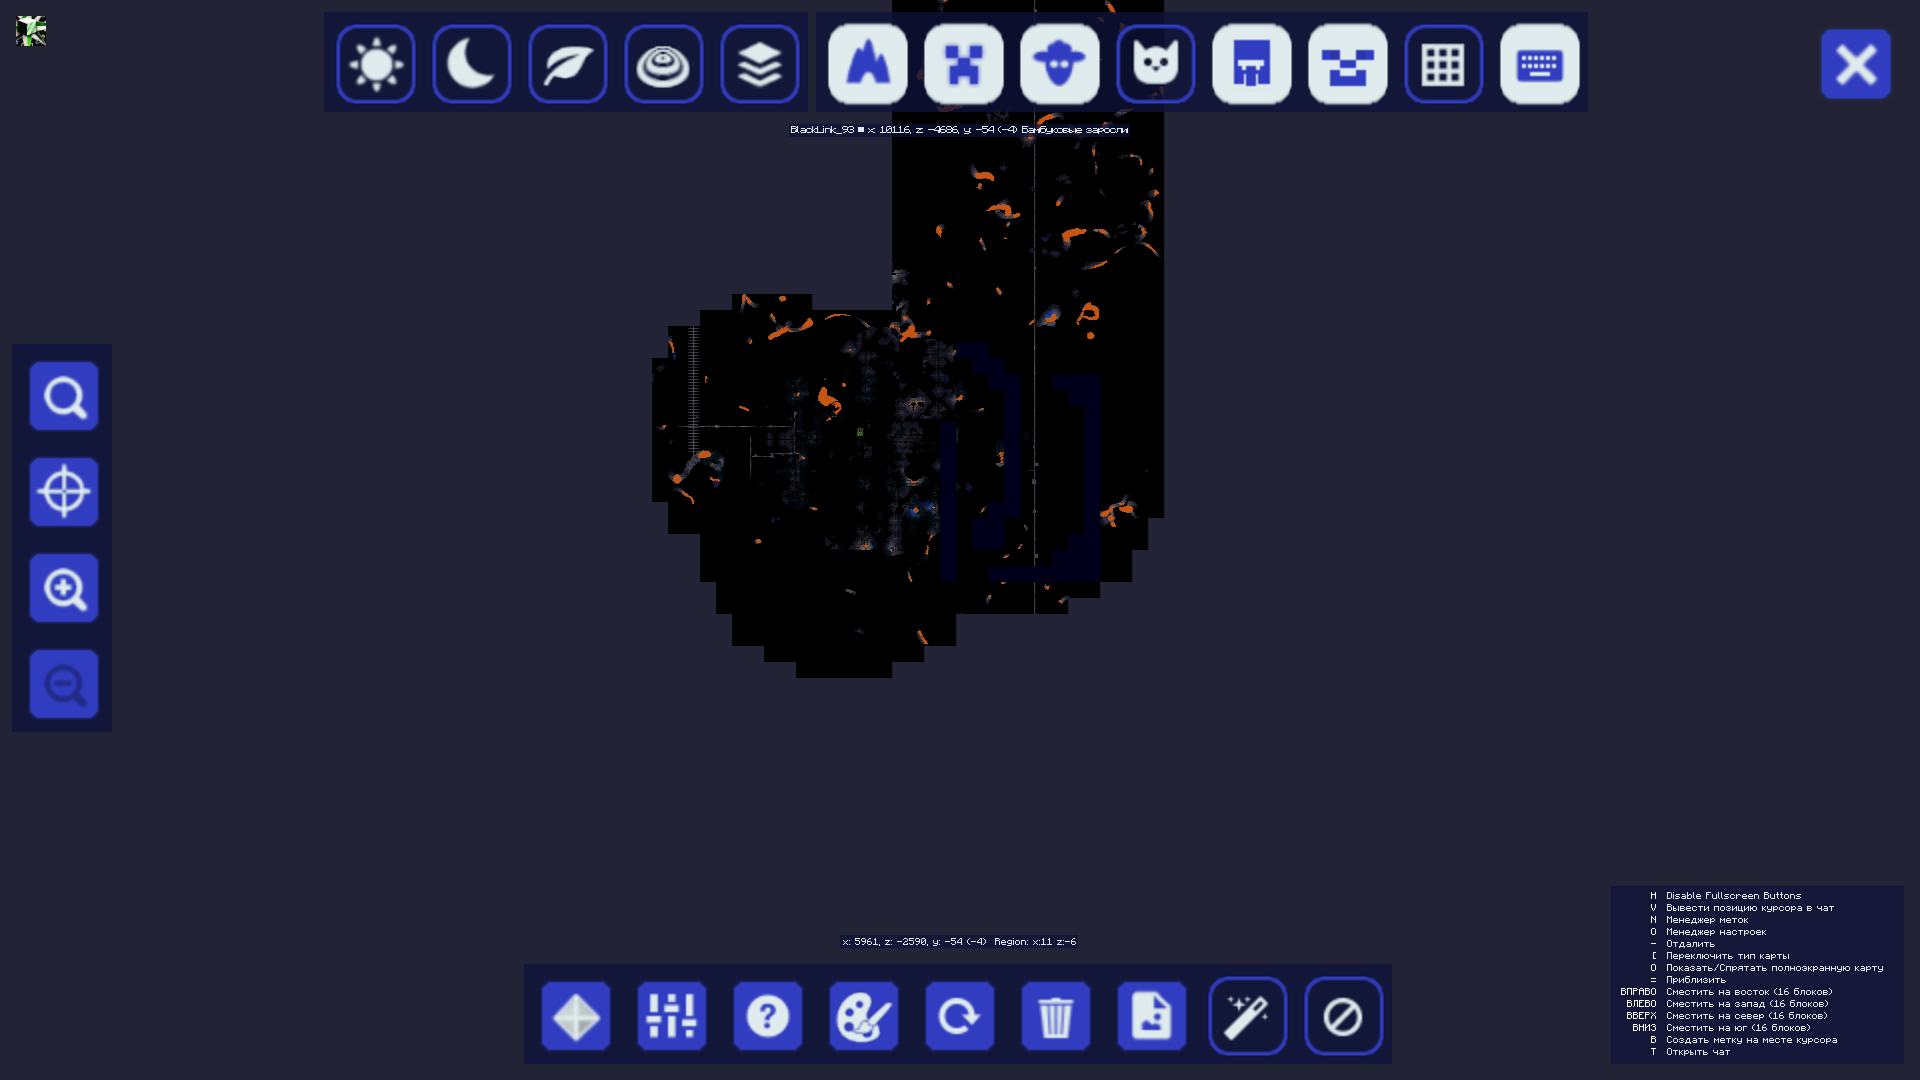 BlackLink_93 ■ x: 10116, z: -4686, y: -54 (-4) Бамбуковые заросли
x: 5961, z: -2590, y: -54 (-4) Region: x:11 z:-6
H Disable Fullscreen Buttons
V Вывести позицию курсора в чат
N Менеджер меток
O Менеджер настроек
- Отдалить
[ Переключить тип карты
O Показать/Спрятать полноэкранную карту
= Приблизить
ВПРАВО Сместить на восток (16 блоков)
ВЛЕВО Сместить на запад (16 блоков)
ВВЕРХ Сместить на север (16 блоков)
ВНИЗ Сместить на юг (16 блоков)
B Создать метку на месте курсора
T Открыть чат